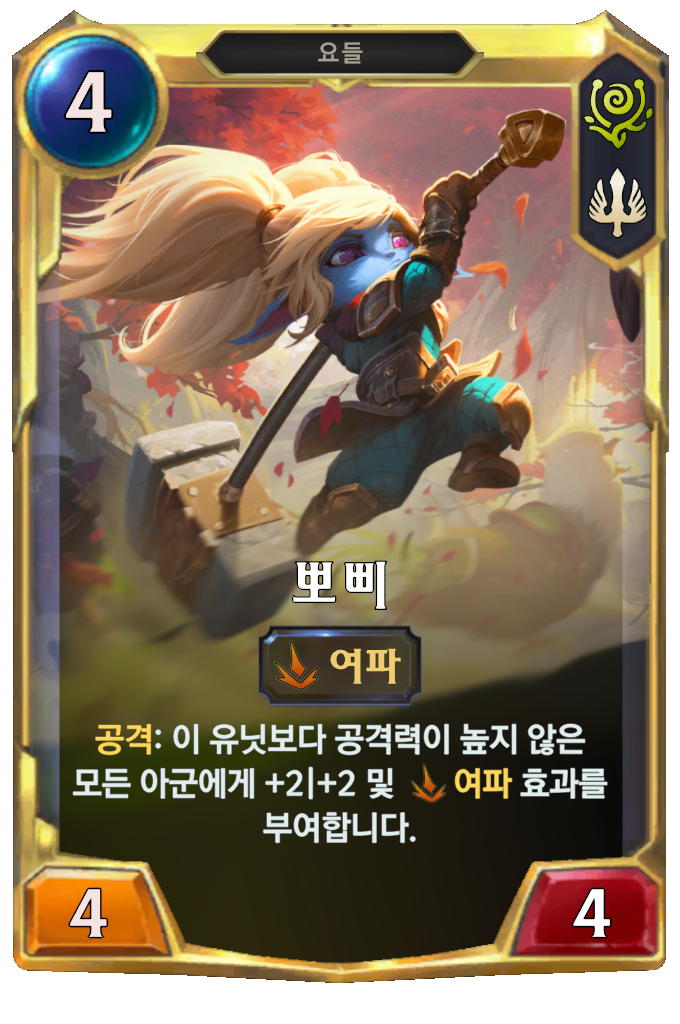 요들
4
뽀삐
여파
공격: 이 유닛보다 공격력이 높지 않은
모든 아군에게 +2|+2 및 여파 효과를
부여합니다.
4
4